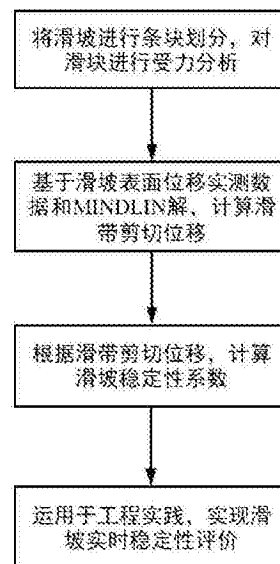 将滑坡进行条块划分，对
滑块进行受力分析
基于滑坡表面位移实测数
据和MINDLIN解、计算滑
带剪切位移
根据滑带剪切位移，计算
滑坡稳定性系数
运用于工程实践，实现滑
坡实时稳定性评价